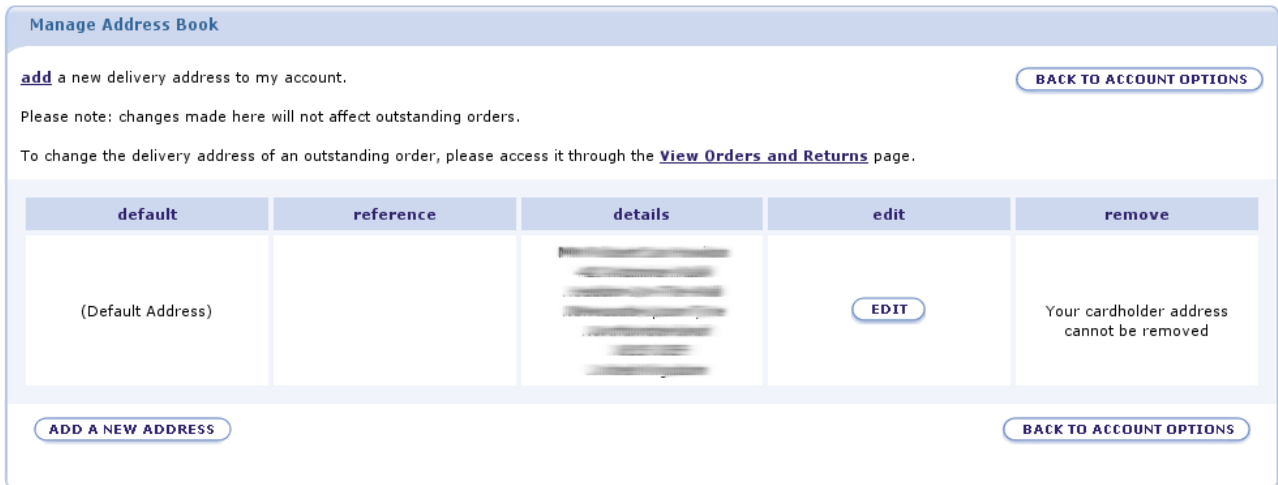 Manage Address Book
add a new delivery address to my account.
BACK TO ACCOUNT OPTIONS
Please note: changes made here will not affect outstanding orders.
To change the delivery address of an outstanding order, please access it through the View Orders and Returns page.
default reference details edit remove
(Default Address)
EDIT
Your cardholder address
cannot be removed
ADD A NEW ADDRESS
BACK TO ACCOUNT OPTIONS